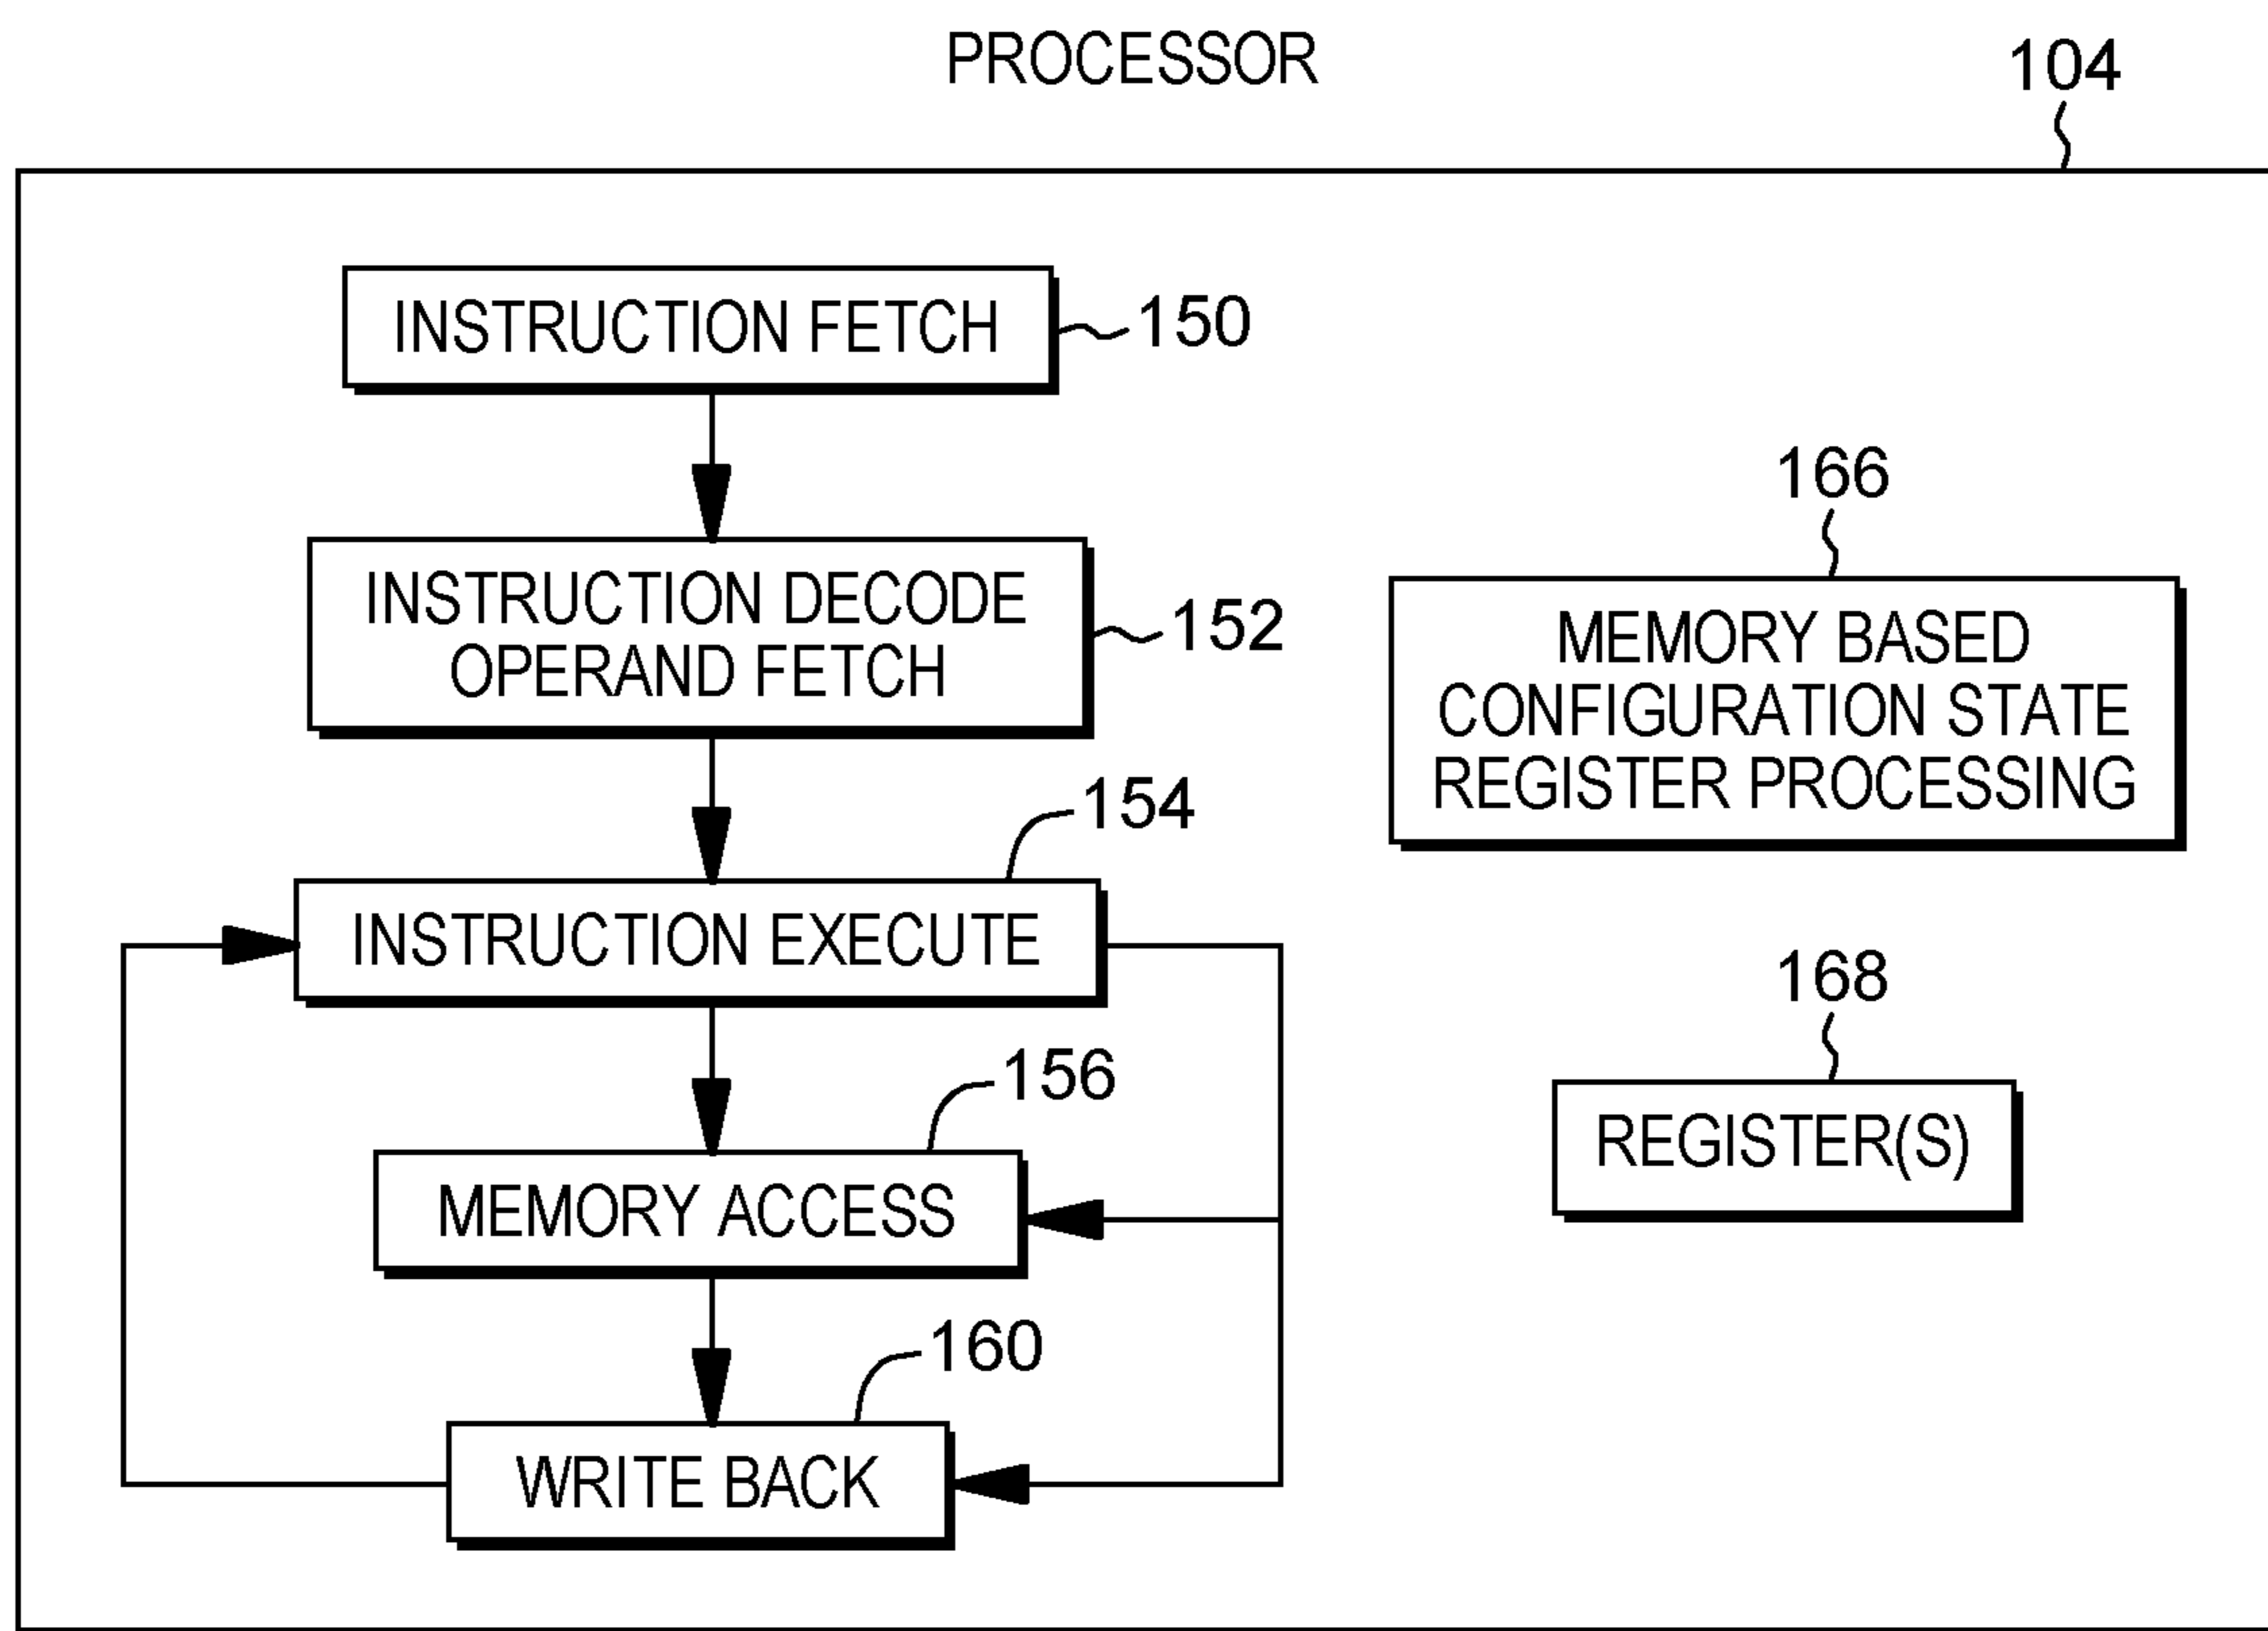 PROCESSOR
104
INSTRUCTION FETCH
150
INSTRUCTION DECODE
OPERAND FETCH
152
154
INSTRUCTION EXECUTE
156
MEMORY ACCESS
160
WRITE BACK
166
MEMORY BASED
CONFIGURATION STATE
REGISTER PROCESSING
168
REGISTER(S)